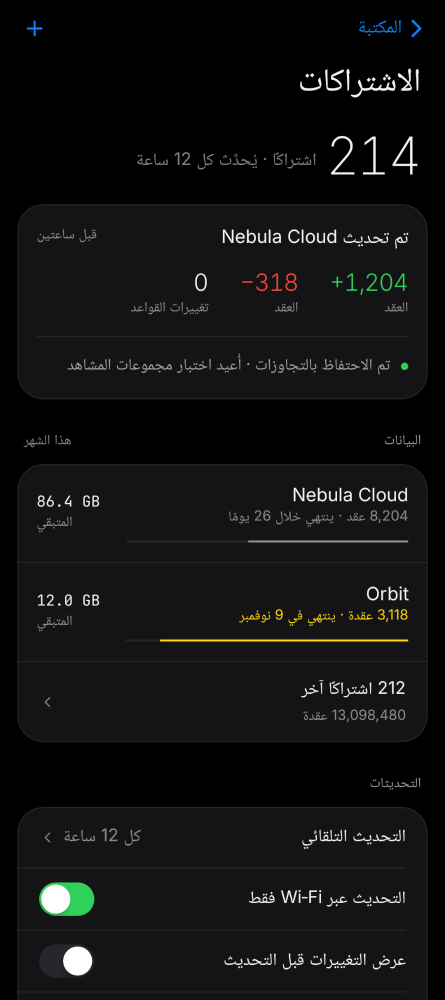 المكتبة
الاشتراكات
214 اشتراكًا · يُحدَّث كل 12 ساعة
تم تحديث Nebula Cloud
قبل ساعتين
+1,204 −318 0
العقد العقد تغييرات القواعد
تم الاحتفاظ بالتجاوزات · أُعيد اختبار مجموعات المشاهد
البيانات
هذا الشهر
Nebula Cloud
86.4 GB
8,204 عقد · ينتهي خلال 26 يومًا
المتبقي
Orbit
12.0 GB
3,118 عقدة · ينتهي في 9 نوفمبر
المتبقي
212 اشتراكًا آخر
13,098,480 عقدة
التحديثات
التحديث التلقائي
كل 12 ساعة
التحديث عبر Wi-Fi فقط
عرض التغييرات قبل التحديث